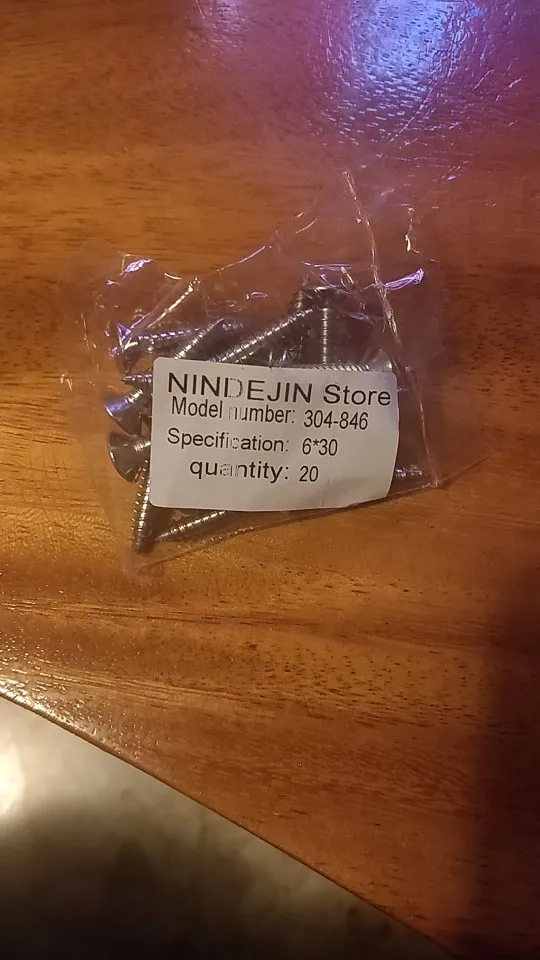 NINDEJIN Store
Model number: 304-846
Specification: 6*30
quantity: 20